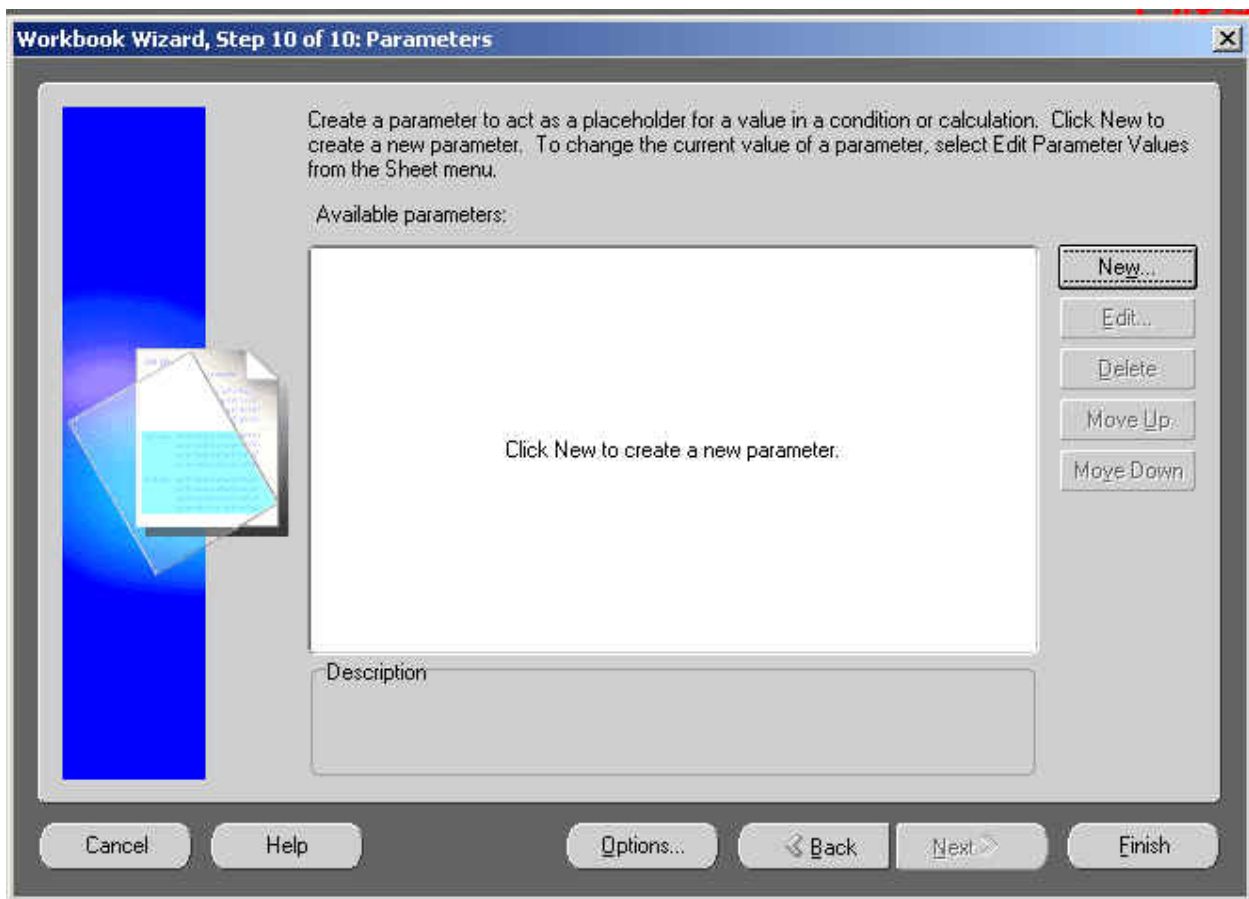 Workbook Wizard, Step 10 of 10: Parameters
Create a parameter to act as a placeholder for a value in a condition or calculation. Click New to
create a new parameter. To change the current value of a parameter, select Edit Parameter Values
from the Sheet menu.
Available parameters:
New...
Edit...
Delete
Move Up
Move Down
Click New to create a new parameter.
Description
Cancel
Help
Options...
Back
Next
Finish